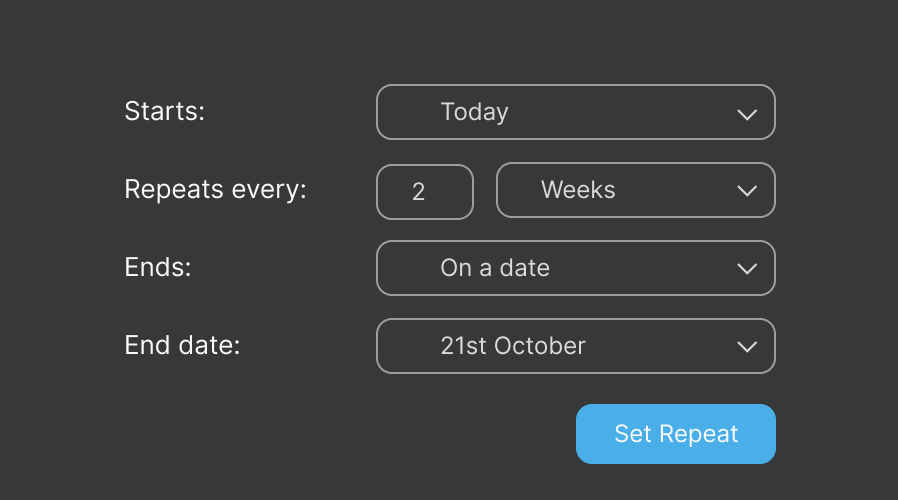 Starts: Today
Repeats every: 2 Weeks
Ends: On a date
End date: 21st October
Set Repeat